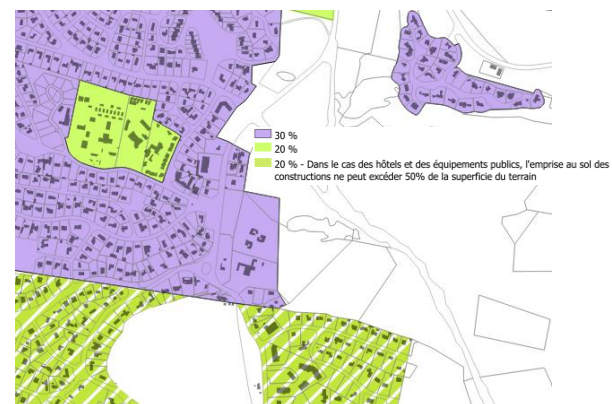 30 %
20 %
20 % - Dans le cas des hôtels et des équipements publics, l'emprise au sol des
constructions ne peut excéder 50% de la superficie du terrain